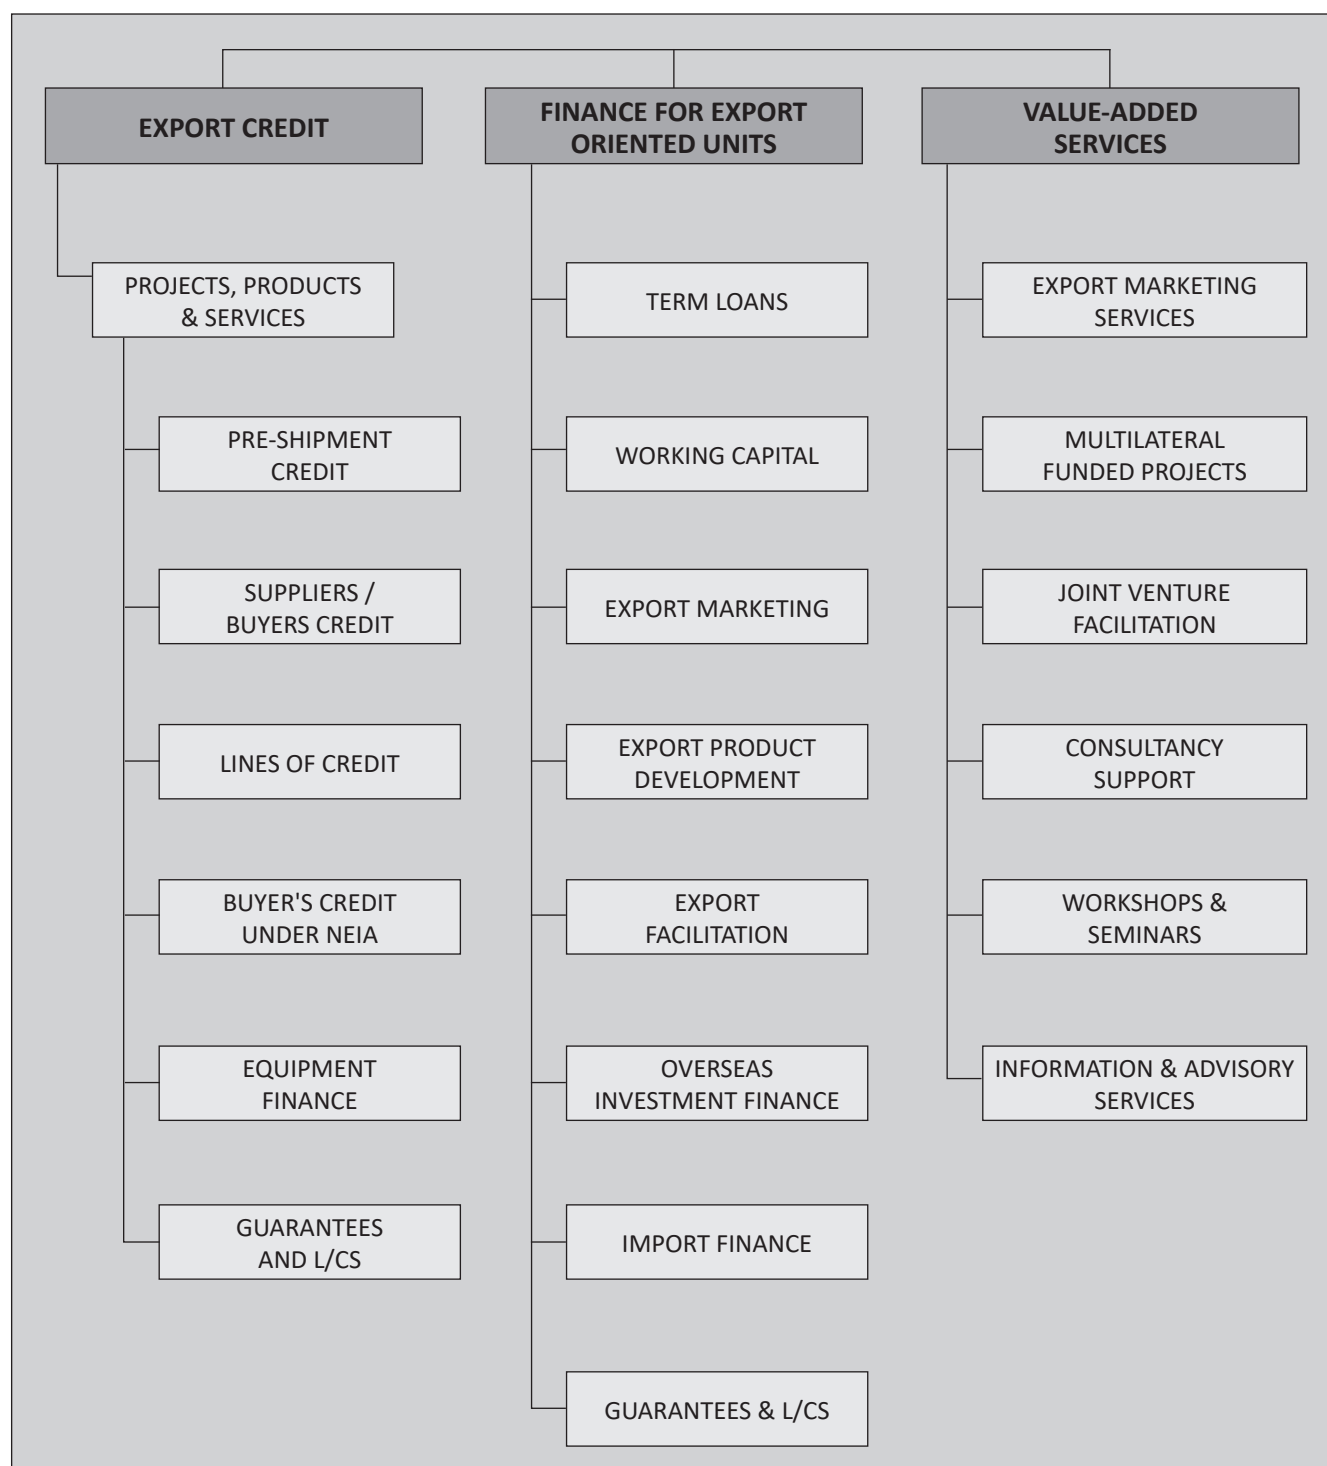 EXPORT CREDIT
PROJECTS, PRODUCTS
& SERVICES
PRE-SHIPMENT
CREDIT
SUPPLIERS /
BUYERS CREDIT
LINES OF CREDIT
BUYER'S CREDIT
UNDER NEIA
EQUIPMENT
FINANCE
GUARANTEES
AND L/CS
FINANCE FOR EXPORT
ORIENTED UNITS
TERM LOANS
WORKING CAPITAL
EXPORT MARKETING
EXPORT PRODUCT
DEVELOPMENT
EXPORT
FACILITATION
OVERSEAS
INVESTMENT FINANCE
IMPORT FINANCE
GUARANTEES & L/CS
VALUE-ADDED
SERVICES
EXPORT MARKETING
SERVICES
MULTILATERAL
FUNDED PROJECTS
JOINT VENTURE
FACILITATION
CONSULTANCY
SUPPORT
WORKSHOPS &
SEMINARS
INFORMATION & ADVISORY
SERVICES